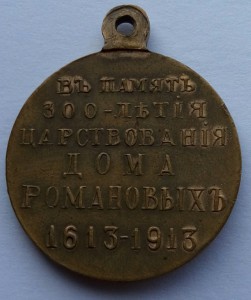 ВЪ ПАМЯТЬ
300-ЛѢТІЯ
ЦАРСТВОВАНІЯ
ДОМА
РОМАНОВЫХЪ
1613-1913